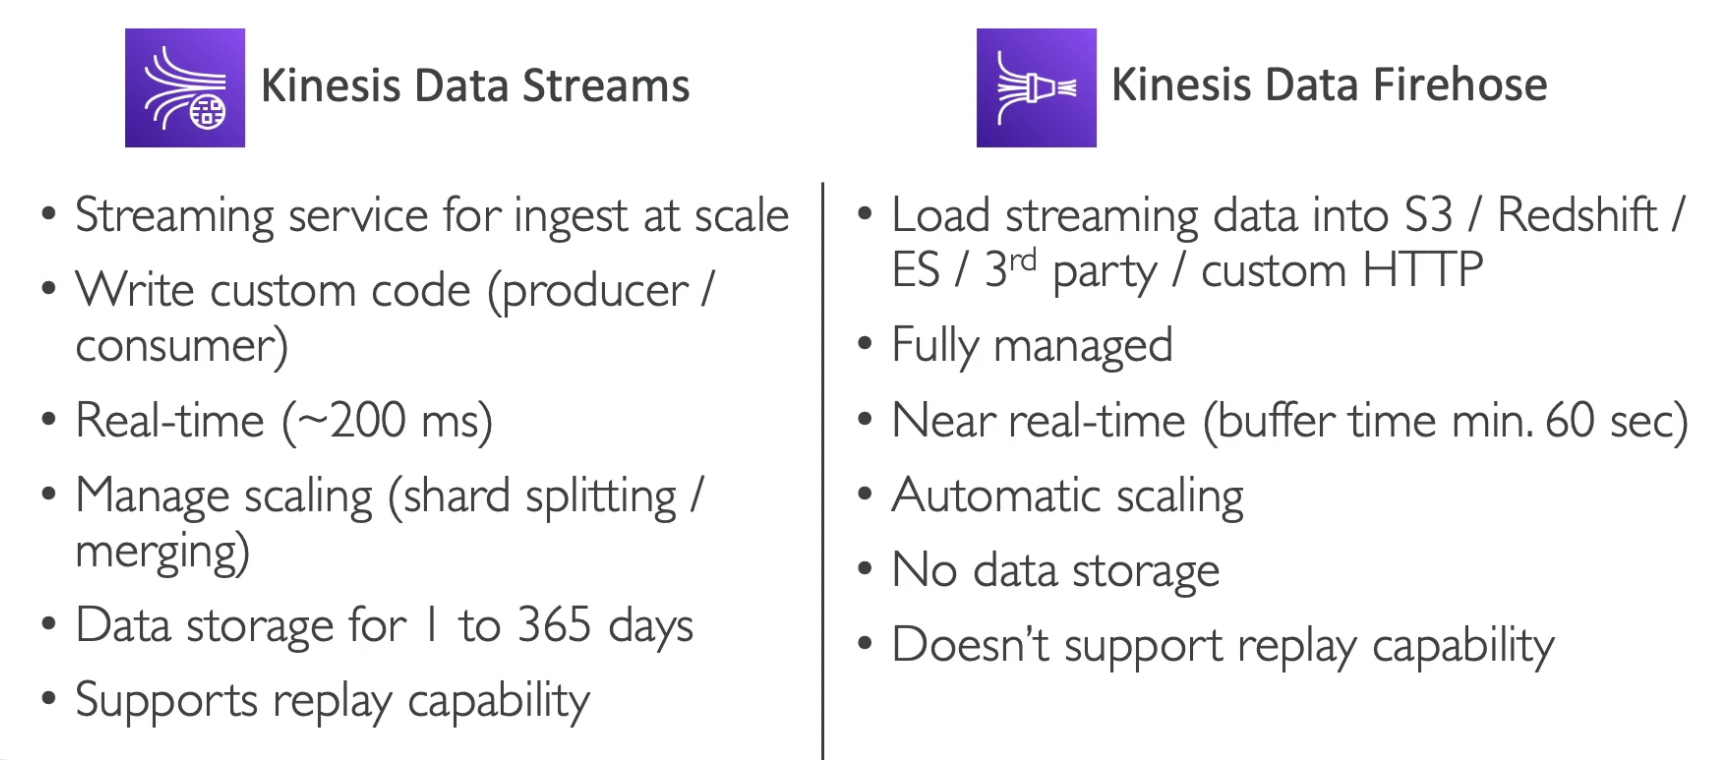 Kinesis Data Streams
• Streaming service for ingest at scale
• Write custom code (producer /
consumer)
• Real-time (~200 ms)
• Manage scaling (shard splitting /
merging)
• Data storage for 1 to 365 days
• Supports replay capability
Kinesis Data Firehose
• Load streaming data into S3 / Redshift /
ES / 3rd party / custom HTTP
• Fully managed
• Near real-time (buffer time min. 60 sec)
• Automatic scaling
• No data storage
• Doesn’t support replay capability